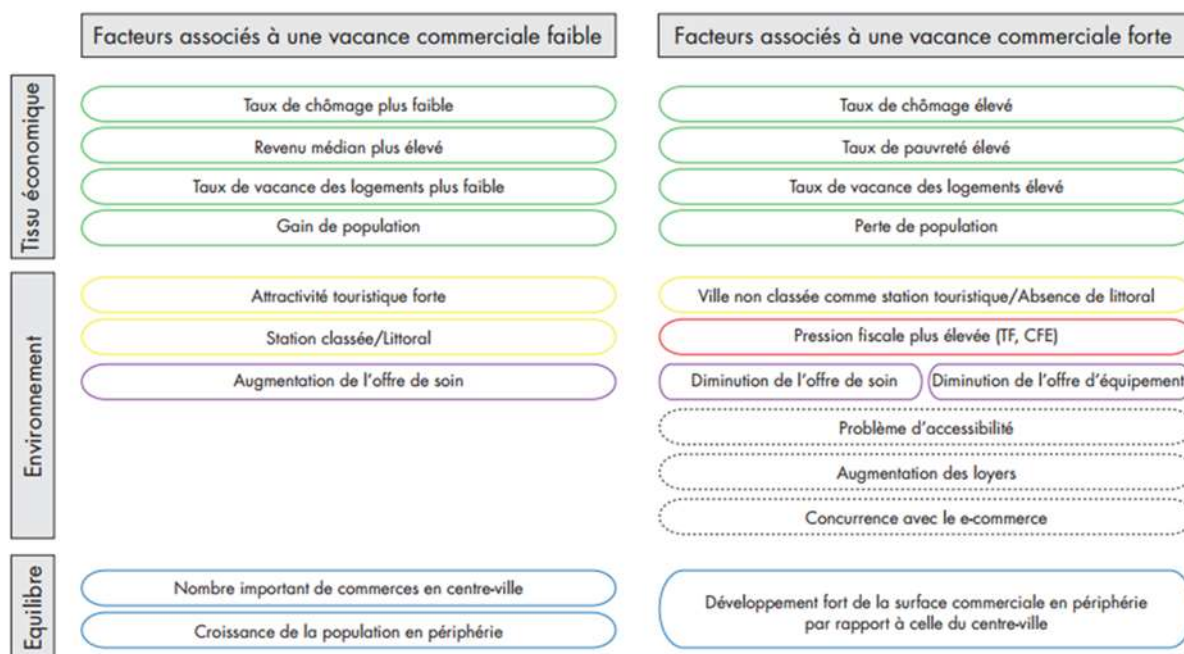 Facteurs associés à une vacance commerciale faible
Facteurs associés à une vacance commerciale forte
Tissu économique
Taux de chômage plus faible
Taux de chômage élevé
Revenu médian plus élevé
Taux de pauvreté élevé
Taux de vacance des logements plus faible
Taux de vacance des logements élevé
Gain de population
Perte de population
Environnement
Attractivité touristique forte
Ville non classée comme station touristique/Absence de littoral
Station classée/Littoral
Pression fiscale plus élevée (TF, CFE)
Augmentation de l'offre de soin
Diminution de l'offre de soin
Diminution de l'offre d'équipement
Problème d'accessibilité
Augmentation des loyers
Concurrence avec le e-commerce
Equilibre
Nombre important de commerces en centre-ville
Croissance de la population en périphérie
Développement fort de la surface commerciale en périphérie
par rapport à celle du centre-ville